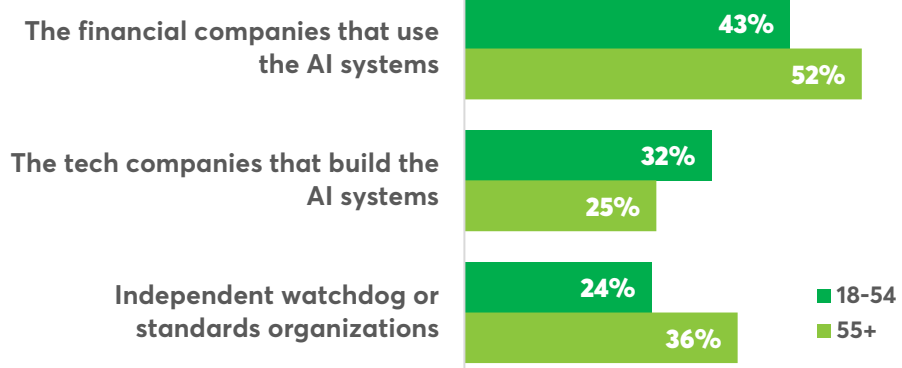 The financial companies that use
the AI systems
43%
52%
The tech companies that build the
AI systems
32%
25%
Independent watchdog or
standards organizations
24%
36%
18-54
55+